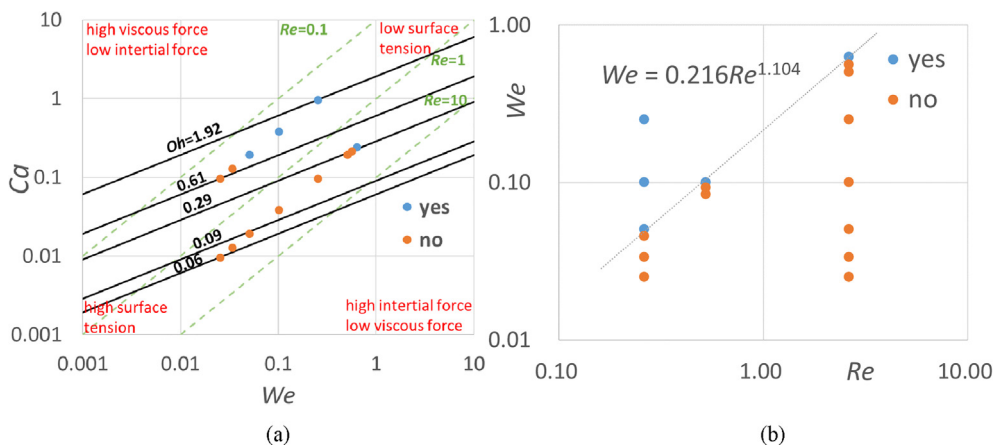 (a)
10
1
0.1
0.01
0.001
Ca
0.001
0.01
0.1
1
10
We
high viscous force
low intertial force
Re=0.1
low surface
tension
Re=1
Re=10
Oh=1.92
0.61
0.29
0.09
0.06
yes
no
high surface
tension
high intertial force
low viscous force
(b)
1.00
0.10
0.01
We
We = 0.216Re^1.104
yes
no
0.10
1.00
Re
10.00